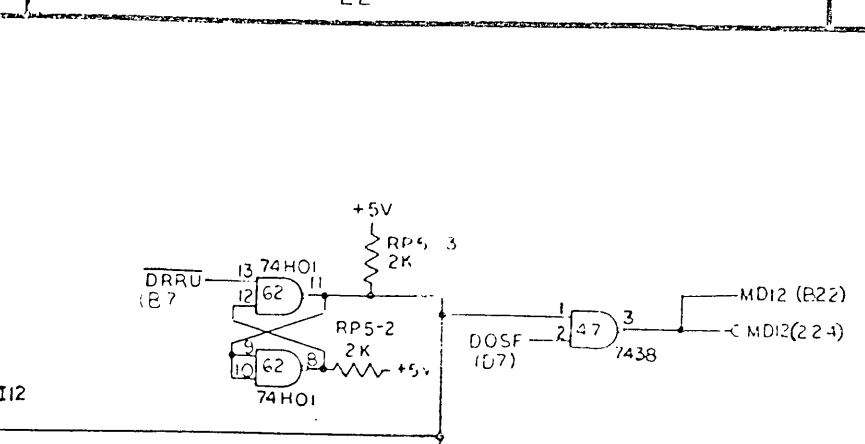 22
+5V
RP5 3
2K
DRRU
(B7
13
74H01
11
12
62
RP5-2
2K
9
10
62
8
+5V
74H01
1
2
47
3
7438
DOSF
(D7)
MD12 (B22)
MD12(224)
I12